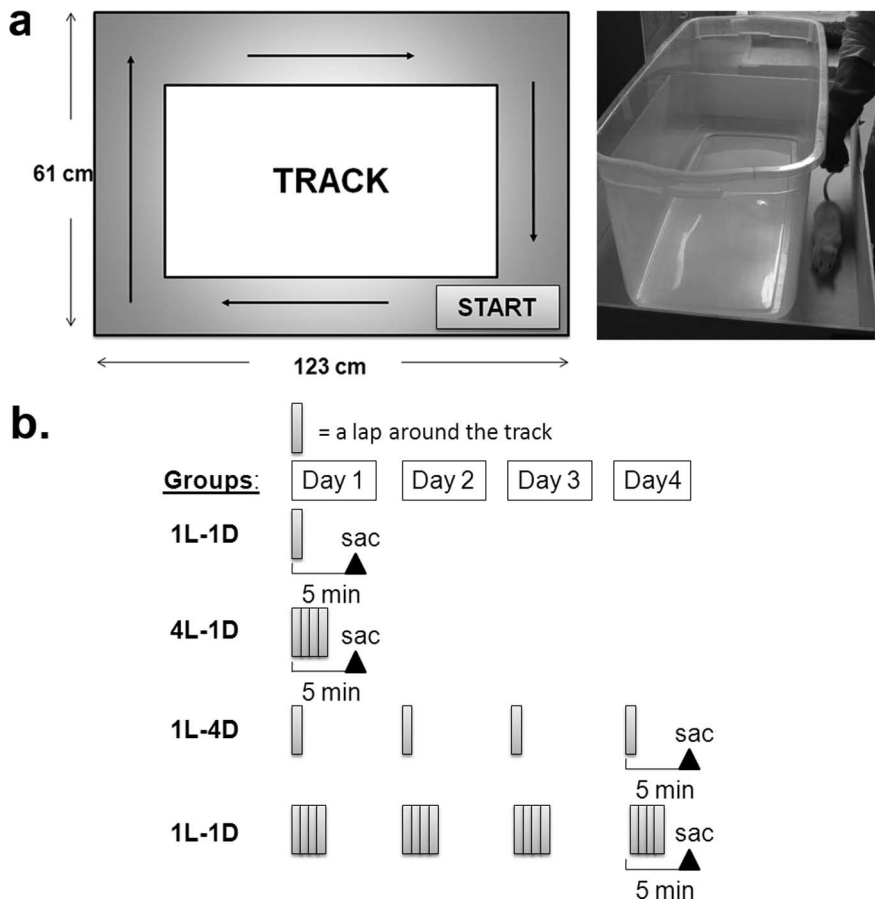 a
61 cm
TRACK
START
123 cm
b.
= a lap around the track
Groups: Day 1 Day 2 Day 3 Day4
1L-1D
sac
5 min
4L-1D
sac
5 min
1L-4D
sac
5 min
1L-1D
sac
5 min